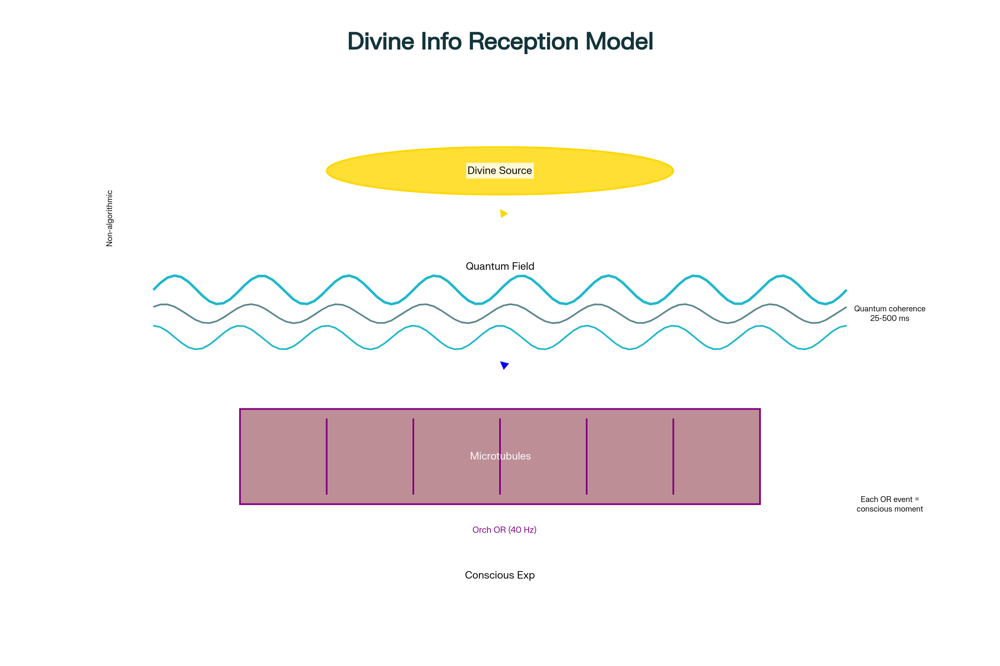 Divine Info Reception Model
Divine Source
Non-algorithmic
Quantum Field
Quantum coherence
25-500 ms
Microtubules
Each OR event =
conscious moment
Orch OR (40 Hz)
Conscious Exp